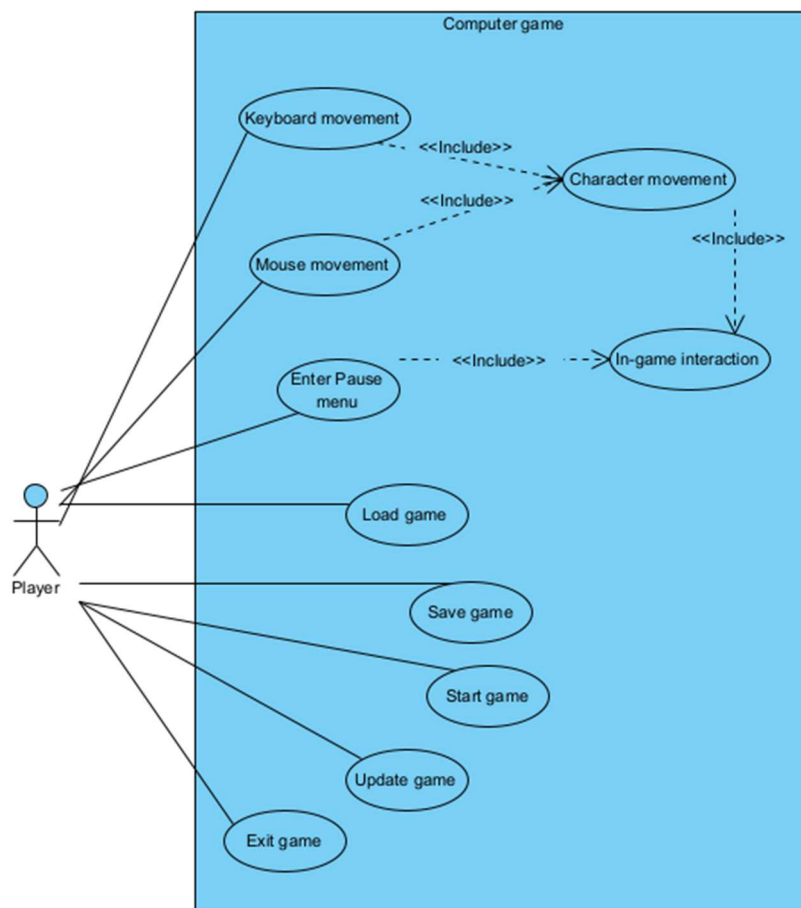 Computer game
Keyboard movement
<<Include>>
Character movement
<<Include>>
<<Include>>
Mouse movement
In-game interaction
<<Include>>
Enter Pause
menu
Load game
Player
Save game
Start game
Update game
Exit game